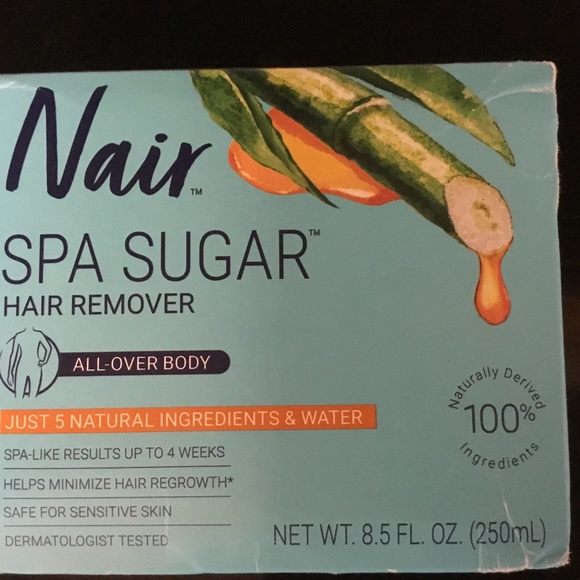 Nair™
SPA SUGAR™
HAIR REMOVER
ALL-OVER BODY
JUST 5 NATURAL INGREDIENTS & WATER
SPA-LIKE RESULTS UP TO 4 WEEKS
HELPS MINIMIZE HAIR REGROWTH*
SAFE FOR SENSITIVE SKIN
DERMATOLOGIST TESTED
Naturally Derived
100%
Ingredients
NET WT. 8.5 FL. OZ. (250mL)